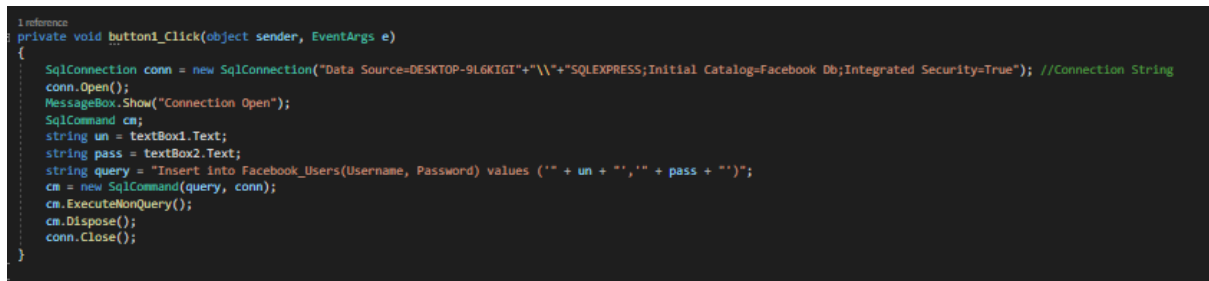 1 reference
private void button1_Click(object sender, EventArgs e)
{
SqlConnection conn = new SqlConnection("Data Source=DESKTOP-9L6KIGI"+"\\"+"SQLEXPRESS;Initial Catalog=Facebook Db;Integrated Security=True"); //Connection String
conn.Open();
MessageBox.Show("Connection Open");
SqlCommand cm;
string un = textBox1.Text;
string pass = textBox2.Text;
string query = "Insert into Facebook_Users(Username, Password) values ('" + un + "','" + pass + "')";
cm = new SqlCommand(query, conn);
cm.ExecuteNonQuery();
cm.Dispose();
conn.Close();
}